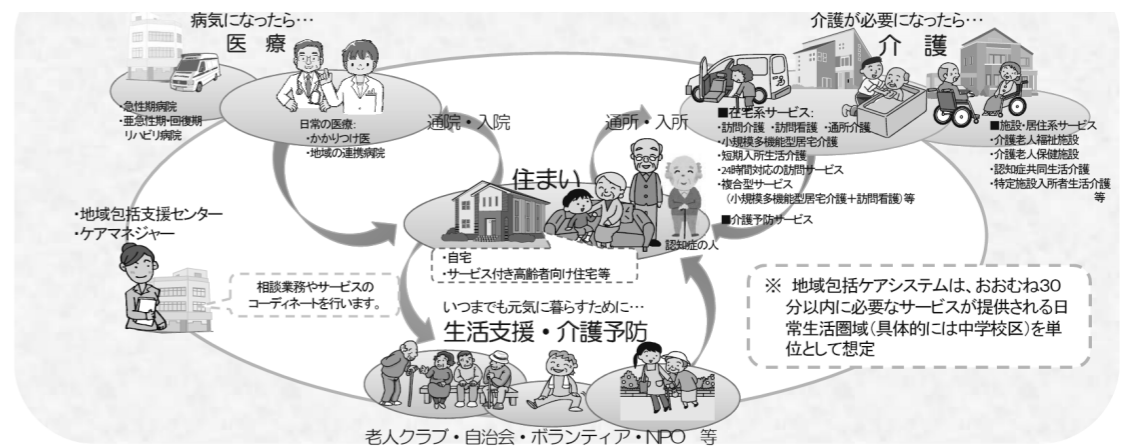 病気になったら…
医 療
・急性期病院
・亜急性期・回復期
リハビリ病院
日常の医療:
・かかりつけ医
・地域の連携病院
通院・入院
通所・入所
介護が必要になったら…
介 護
■在宅系サービス:
・訪問介護 ・訪問看護 ・通所介護
・小規模多機能型居宅介護
・短期入所生活介護
・24時間対応の訪問サービス
・複合型サービス
(小規模多機能型居宅介護+訪問看護)等
■介護予防サービス
■施設・居住系サービス
・介護老人福祉施設
・介護老人保健施設
・認知症共同生活介護
・特定施設入所者生活介護
等
住まい
認知症の人
・自宅
・サービス付き高齢者向け住宅等
・地域包括支援センター
・ケアマネジャー
相談業務やサービスの
コーディネートを行います。
いつまでも元気に暮らすために…
生活支援・介護予防
老人クラブ・自治会・ボランティア・NPO 等
※ 地域包括ケアシステムは、おおむね30
分以内に必要なサービスが提供される日
常生活圏域(具体的には中学校区)を単
位として想定